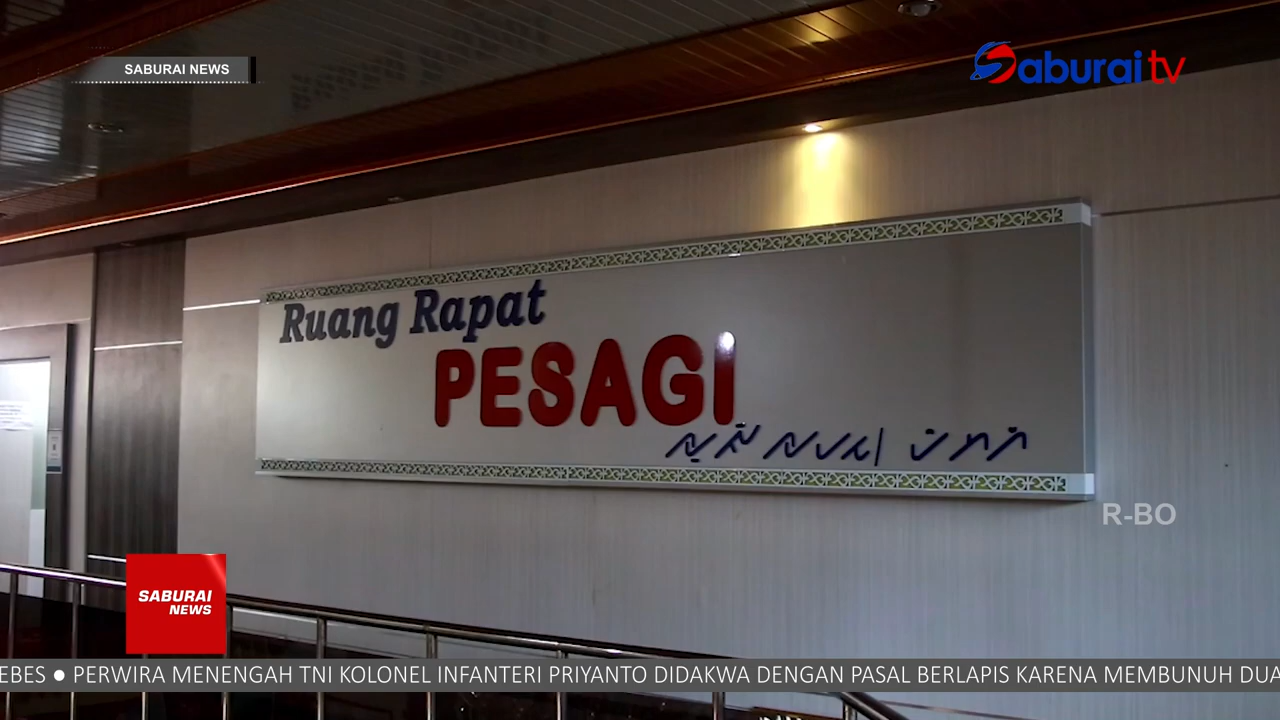 SABURAI NEWS
Saburai tv
Ruang Rapat
PESAGI
R-BO
SABURAI
NEWS
EBES ● PERWIRA MENENGAH TNI KOLONEL INFANTERI PRIYANTO DIDAKWA DENGAN PASAL BERLAPIS KARENA MEMBUNUH DUA